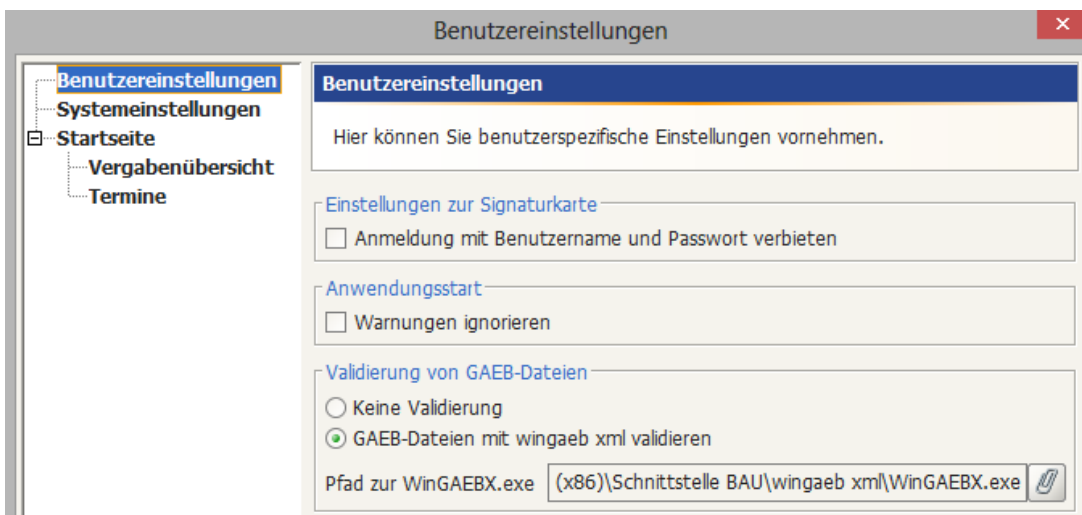 Benutzereinstellungen
Benutzereinstellungen
Systemeinstellungen
Startseite
Vergabenübersicht
Termine
Benutzereinstellungen
Hier können Sie benutzerspezifische Einstellungen vornehmen.
Einstellungen zur Signaturkarte
Anmeldung mit Benutzername und Passwort verbieten
Anwendungsstart
Warnungen ignorieren
Validierung von GAEB-Dateien
Keine Validierung
GAEB-Dateien mit wingaeb xml validieren
Pfad zur WinGAEBX.exe (x86)\Schnittstelle BAU\wingaeb xml\WinGAEBX.exe